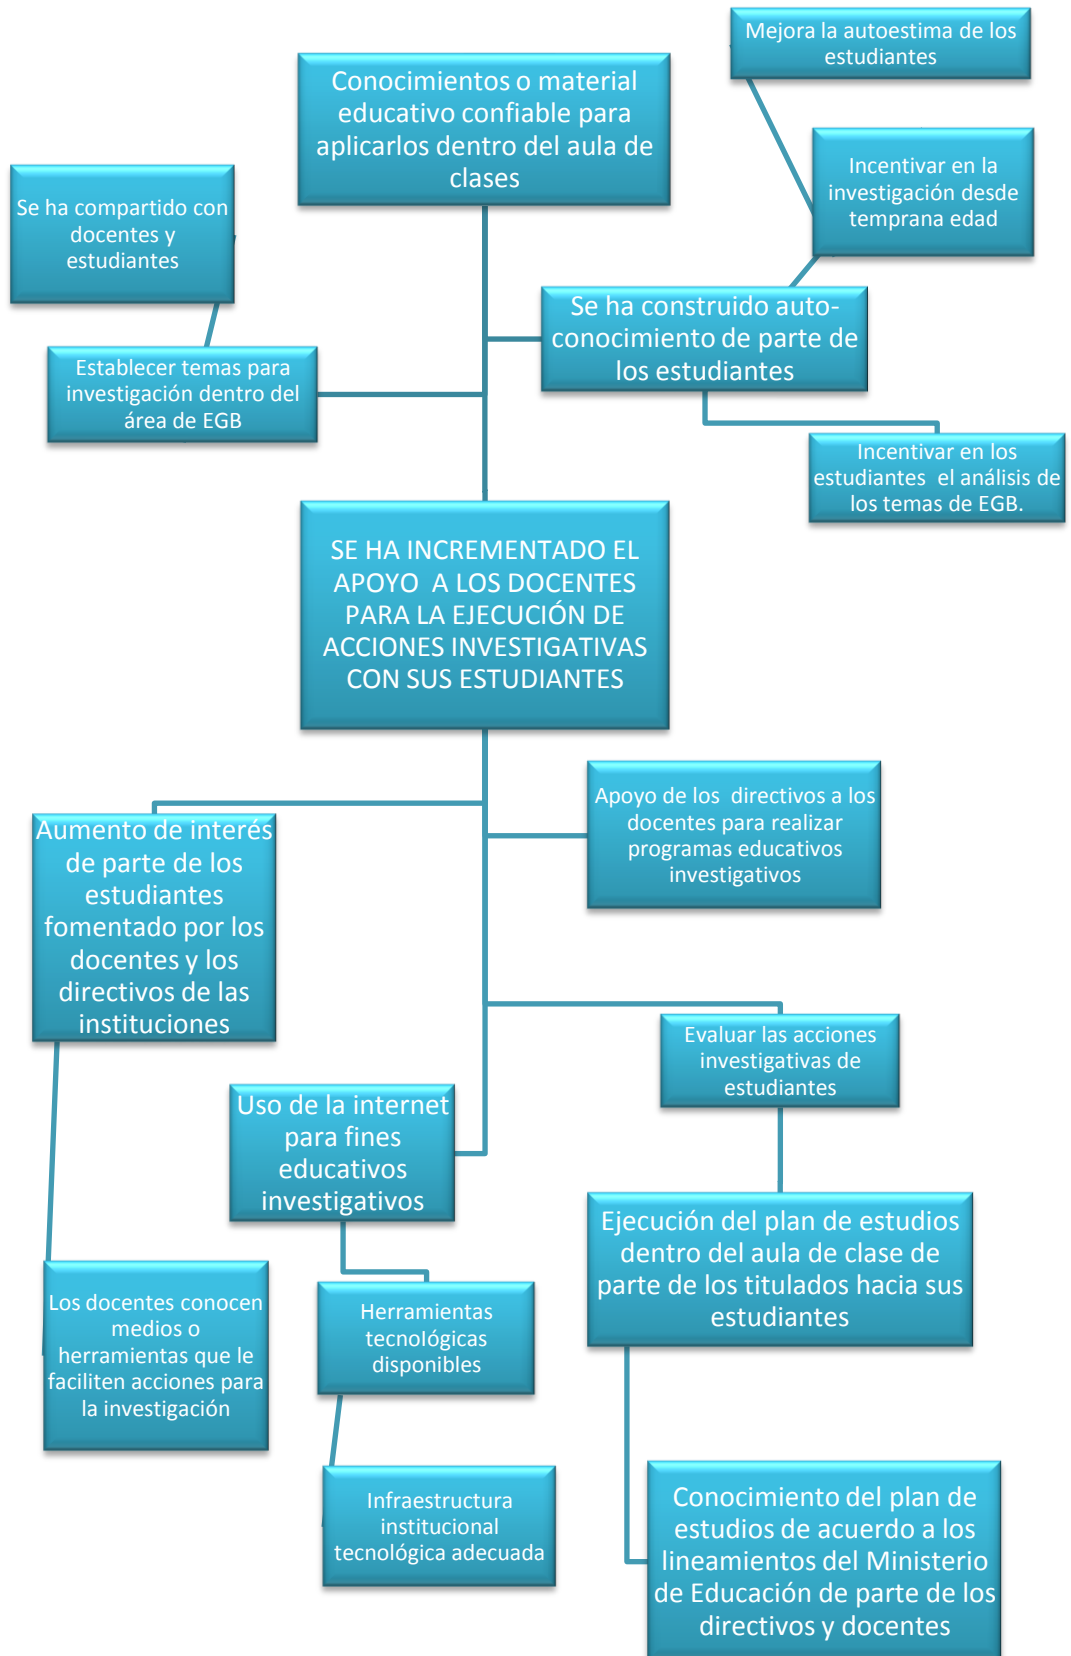 Mejora la autoestima de los
estudiantes
Conocimientos o material
educativo confiable para
aplicarlos dentro del aula de
clases
Incentivar en la
investigación desde
temprana edad
Se ha compartido con
docentes y
estudiantes
Se ha construido auto-
conocimiento de parte de
los estudiantes
Establecer temas para
investigación dentro del
área de EGB
Incentivar en los
estudiantes el análisis de
los temas de EGB.
SE HA INCREMENTADO EL
APOYO A LOS DOCENTES
PARA LA EJECUCIÓN DE
ACCIONES INVESTIGATIVAS
CON SUS ESTUDIANTES
Apoyo de los directivos a los
docentes para realizar
programas educativos
investigativos
Aumento de interés
de parte de los
estudiantes
fomentado por los
docentes y los
directivos de las
instituciones
Evaluar las acciones
investigativas de
estudiantes
Uso de la internet
para fines
educativos
investigativos
Ejecución del plan de estudios
dentro del aula de clase de
parte de los titulados hacia sus
estudiantes
Los docentes conocen
medios o
herramientas que le
faciliten acciones para
la investigación
Herramientas
tecnológicas
disponibles
Infraestructura
institucional
tecnológica adecuada
Conocimiento del plan de
estudios de acuerdo a los
lineamientos del Ministerio
de Educación de parte de los
directivos y docentes